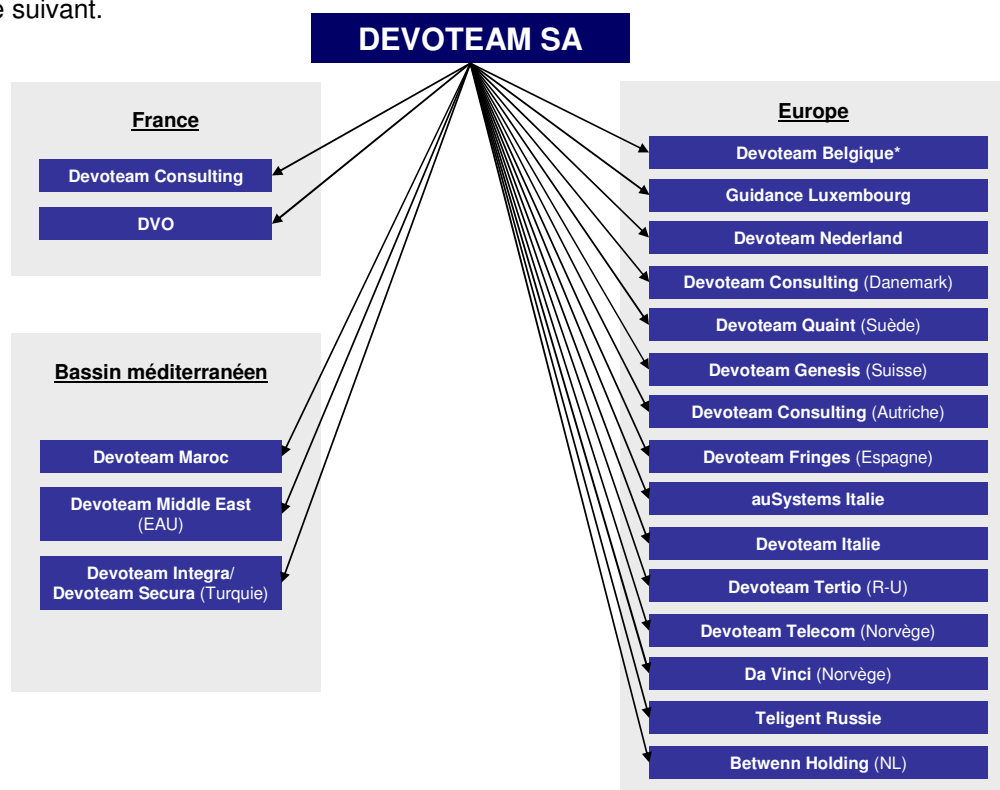 e suivant.
DEVOTEAM SA
France
Devoteam Consulting
DVO
Bassin méditerranéen
Devoteam Maroc
Devoteam Middle East
(EAU)
Devoteam Integra/
Devoteam Secura (Turquie)
Europe
Devoteam Belgique*
Guidance Luxembourg
Devoteam Nederland
Devoteam Consulting (Danemark)
Devoteam Quaint (Suède)
Devoteam Genesis (Suisse)
Devoteam Consulting (Autriche)
Devoteam Fringes (Espagne)
auSystems Italie
Devoteam Italie
Devoteam Tertio (R-U)
Devoteam Telecom (Norvège)
Da Vinci (Norvège)
Teligent Russie
Betwenn Holding (NL)